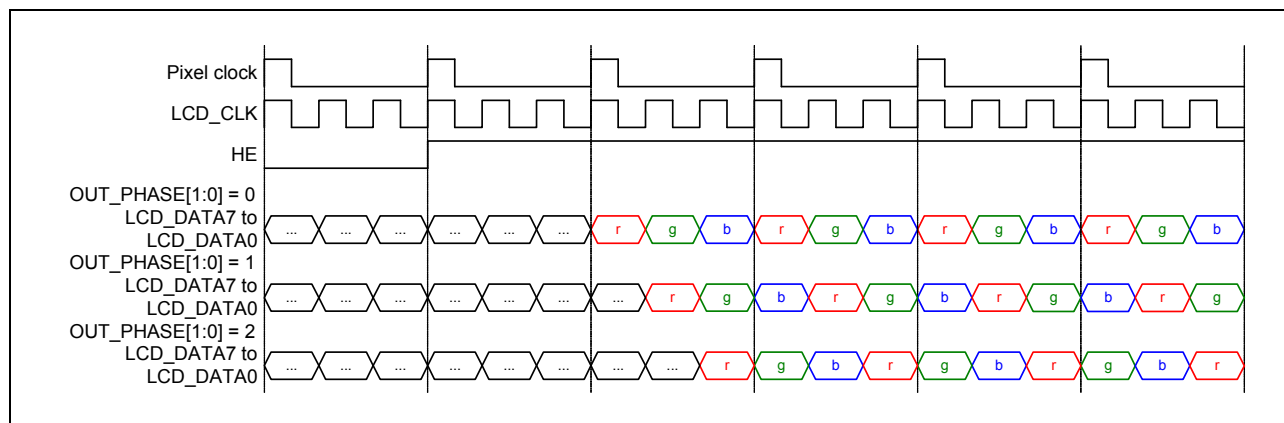 Pixel clock
LCD_CLK
HE
OUT_PHASE[1:0] = 0
LCD_DATA7 to
LCD_DATA0
... ... ... ... ... ... r g b r g b r g b r g b
OUT_PHASE[1:0] = 1
LCD_DATA7 to
LCD_DATA0
... ... ... ... ... ... ... r g b r g b r g b r g
OUT_PHASE[1:0] = 2
LCD_DATA7 to
LCD_DATA0
... ... ... ... ... ... ... ... r g b r g b r g b r